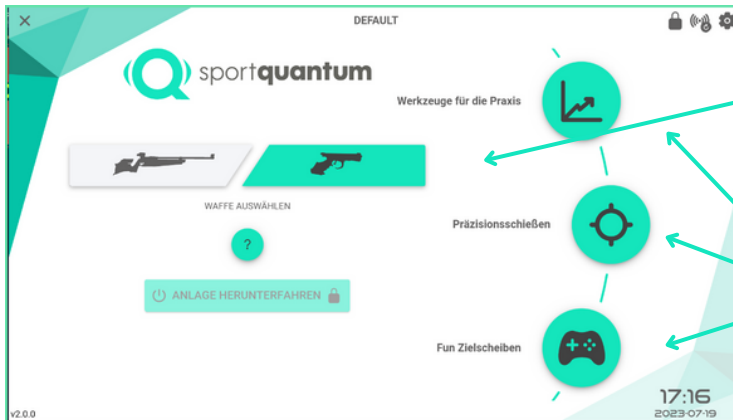 DEFAULT
sportquantum
Werkzeuge für die Praxis
WAFFE AUSWÄHLEN
Präzisionsschießen
?
ANLAGE HERUNTERFAHREN
Fun Zielscheiben
17:16
2023-07-19
v2.0.0